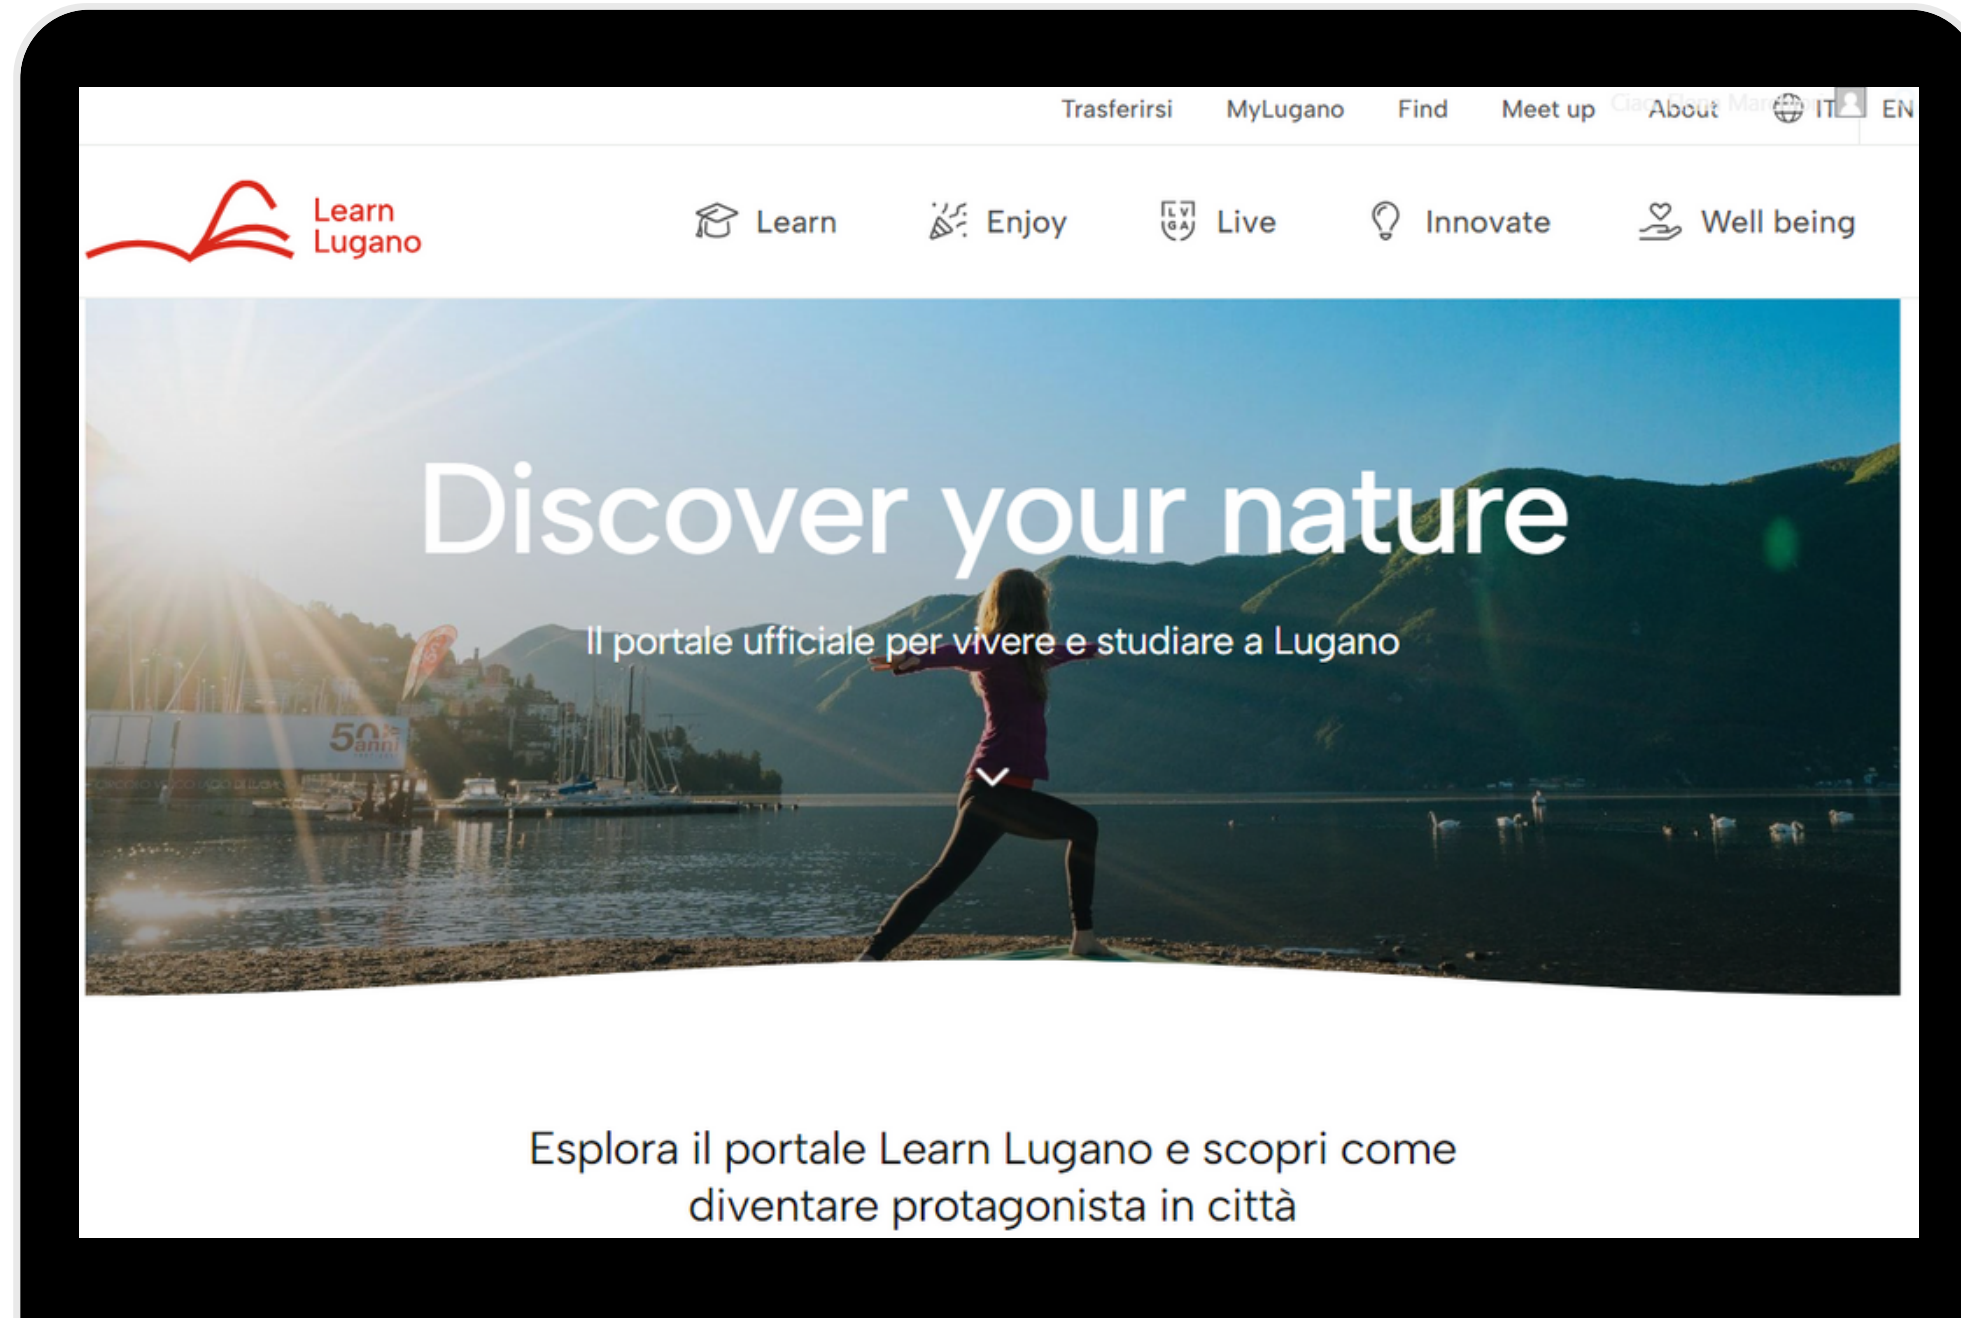 Trasferirsi MyLugano Find Meet up About IT EN
Learn
Lugano
Learn Enjoy Live Innovate Well being
Discover your nature
Il portale ufficiale per vivere e studiare a Lugano
50
anni
Esplora il portale Learn Lugano e scopri come
diventare protagonista in città